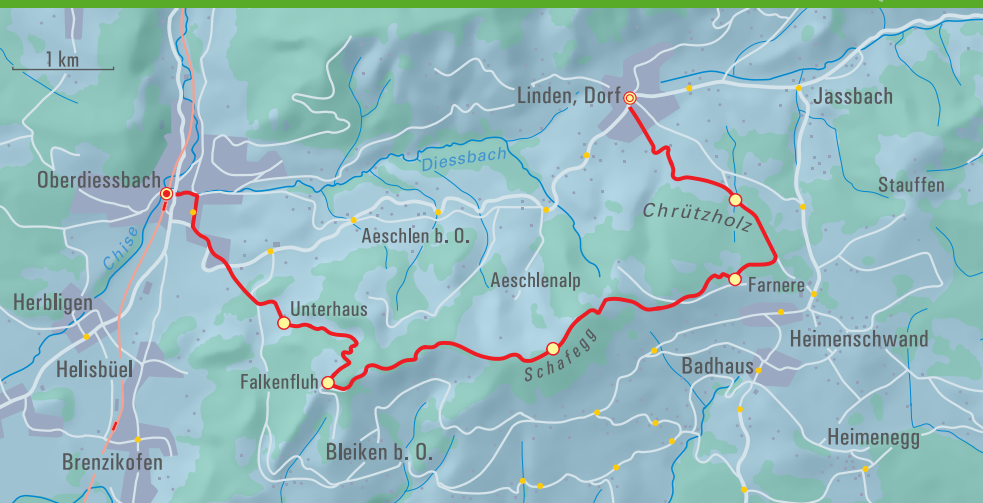 1 km
Linden, Dorf
Jassbach
Diessbach
Oberdiessbach
Stauffen
Chrützholz
Aeschlen b. O.
Chise
Aeschlenalp
Farnere
Herbligen
Unterhaus
Heimenschwand
Schafegg
Helisbüel
Badhaus
Falkenfluh
Heimenegg
Bleiken b. O.
Brenzikofen